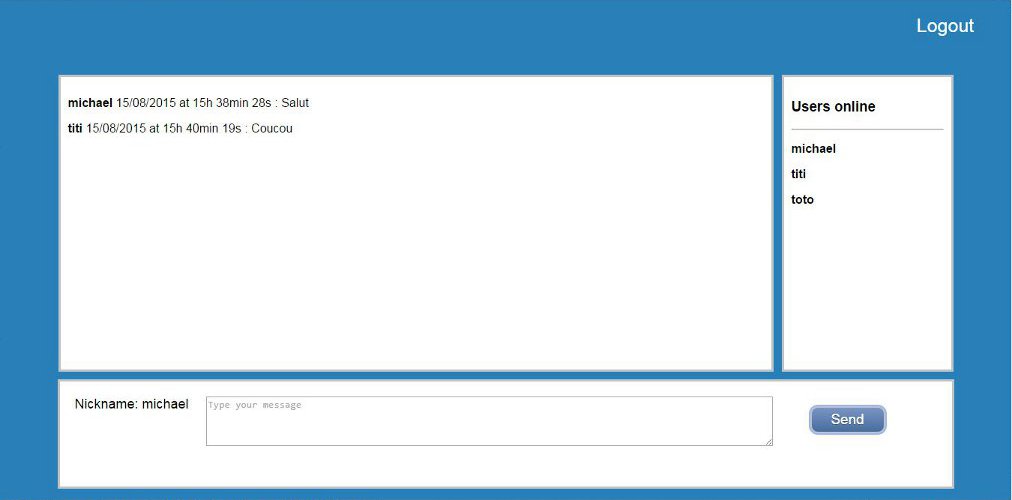 Logout
michael 15/08/2015 at 15h 38min 28s : Salut
titi 15/08/2015 at 15h 40min 19s : Coucou
Users online
michael
titi
toto
Nickname: michael
Type your message
Send